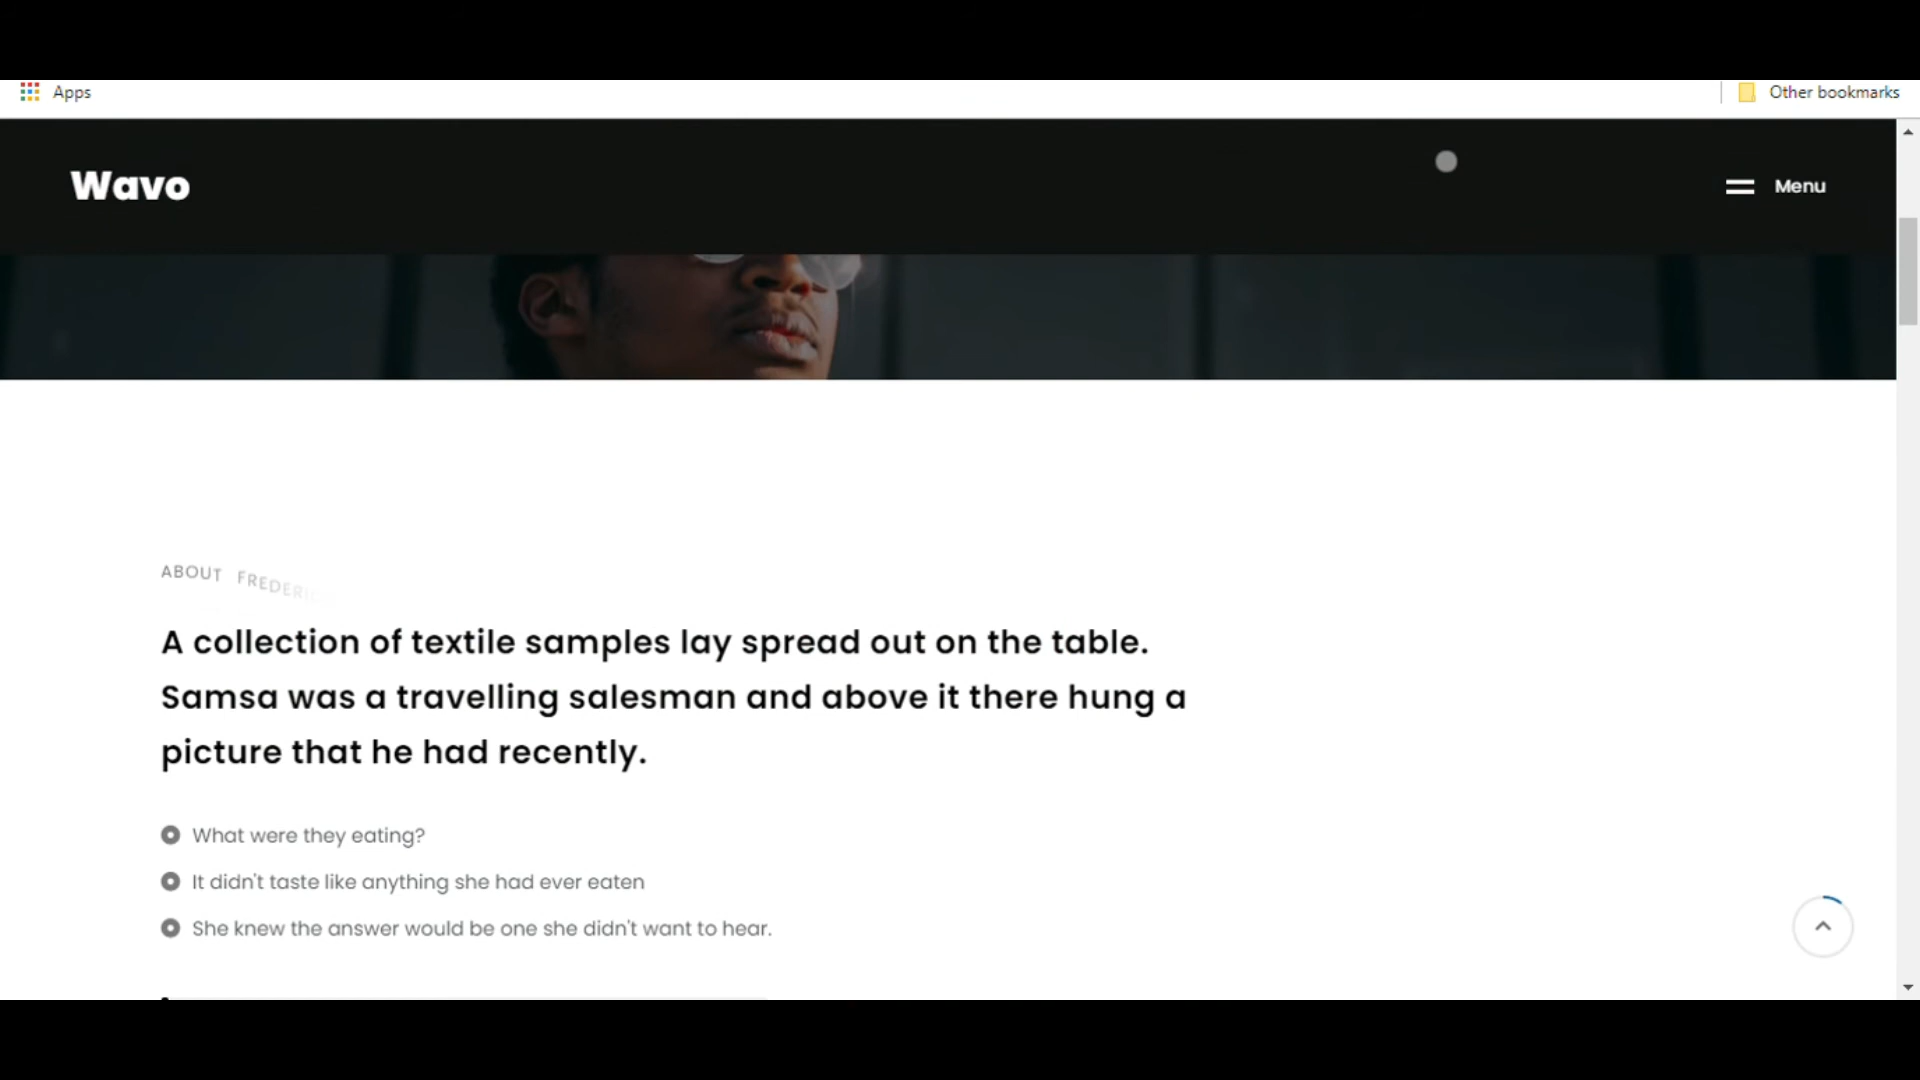 Apps
Other bookmarks
Wavo
Menu
ABOUT
A collection of textile samples lay spread out on the table.
Samsa was a travelling salesman and above it there hung a
picture that he had recently.
What were they eating?
It didn't taste like anything she had ever eaten
She knew the answer would be one she didn't want to hear.